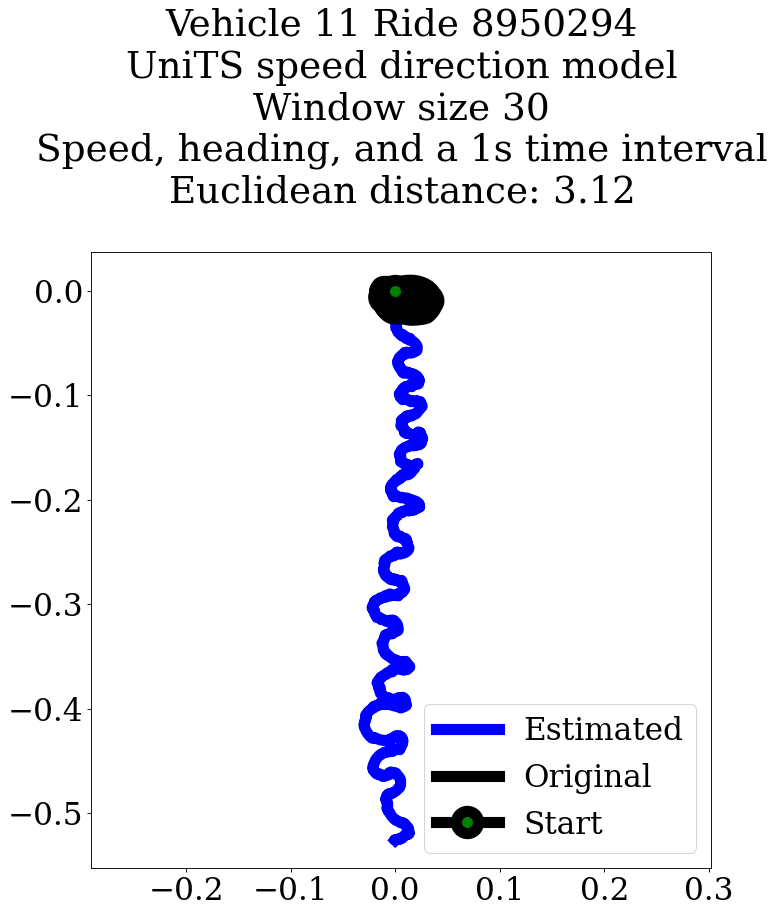 Vehicle 11 Ride 8950294
UniTS speed direction model
Window size 30
Speed, heading, and a 1s time interval
Euclidean distance: 3.12
0.0
−0.1
−0.2
−0.3
−0.4
−0.5
Estimated
Original
Start
−0.2 −0.1 0.0 0.1 0.2 0.3